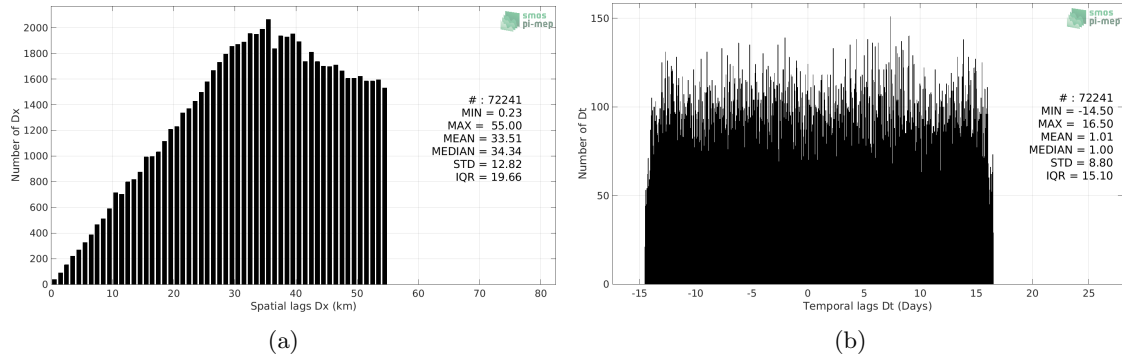 smos
pi-mep
2000
1800
1600
1400
1200
1000
800
600
400
200
0
Number of Dx
# : 72241
MIN = 0.23
MAX = 55.00
MEAN = 33.51
MEDIAN = 34.34
STD = 12.82
IQR = 19.66
0 10 20 30 40 50 60 70 80
Spatial lags Dx (km)
(a)
smos
pi-mep
150
100
50
0
Number of Dt
# : 72241
MIN = -14.50
MAX = 16.50
MEAN = 1.01
MEDIAN = 1.00
STD = 8.80
IQR = 15.10
-15 -10 -5 0 5 10 15 20 25
Temporal lags Dt (Days)
(b)